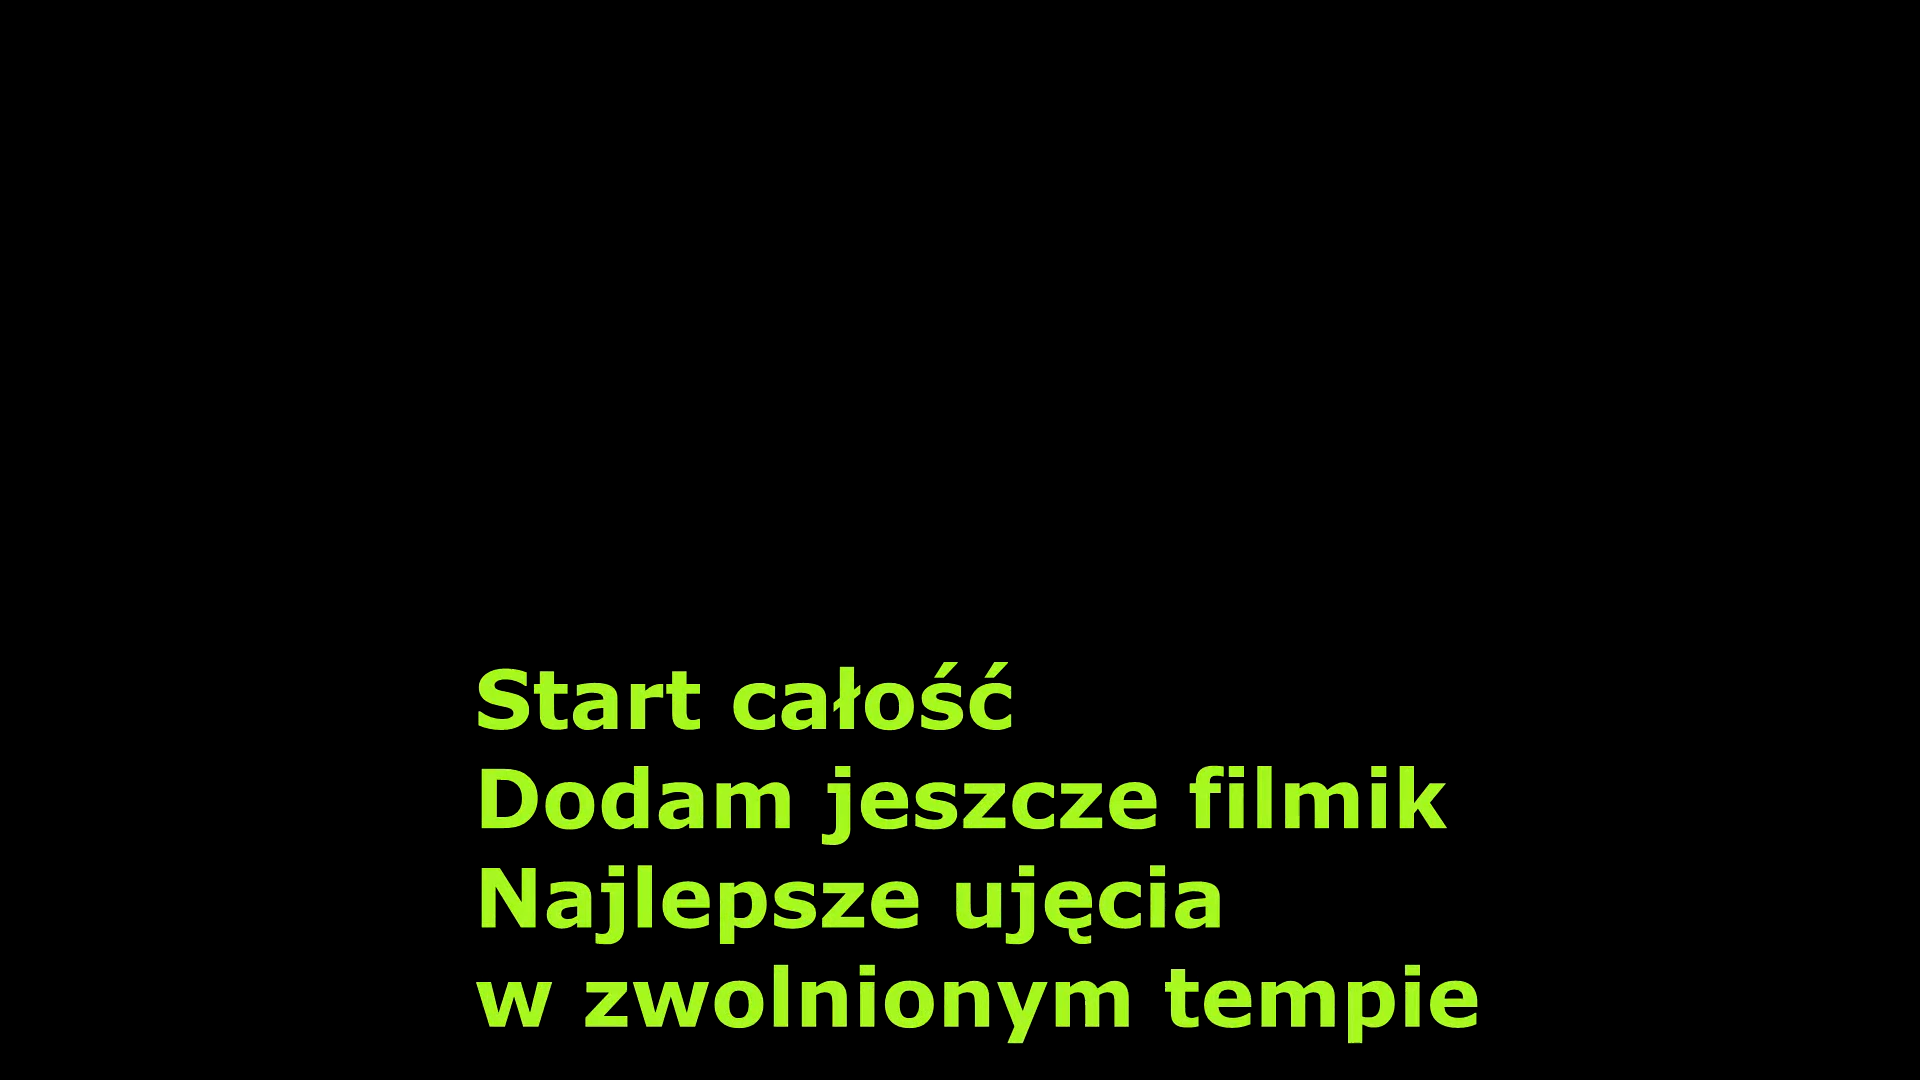 Start całość
Dodam jeszcze filmik
Najlepsze ujęcia
w zwolnionym tempie